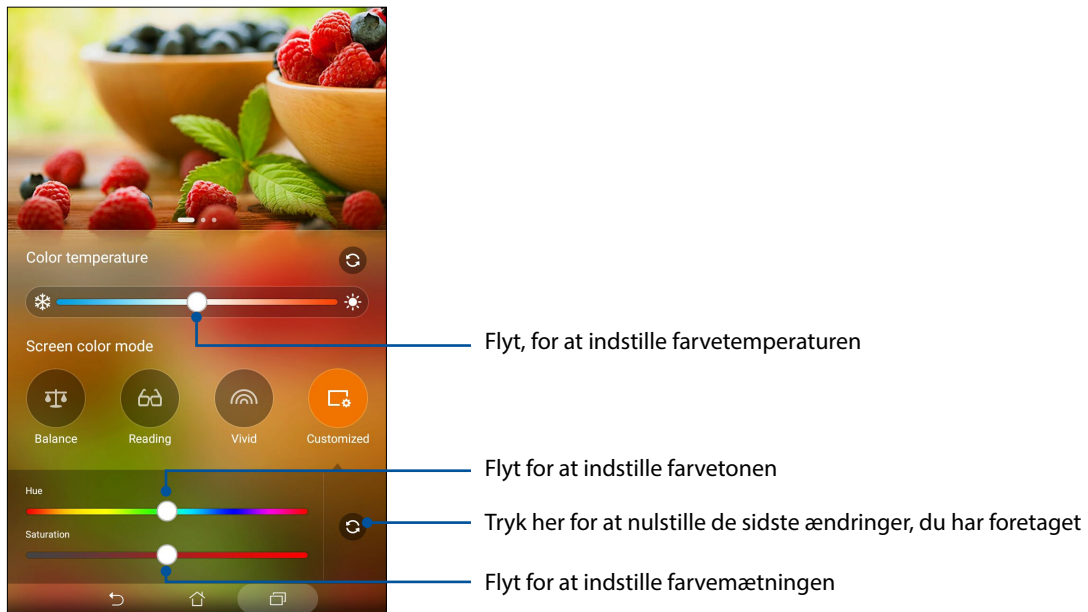 Color temperature
Flyt, for at indstille farvetemperaturen
Screen color mode
Balance
Reading
Vivid
Customized
Flyt for at indstille farvetonen
Hue
Tryk her for at nulstille de sidste ændringer, du har foretaget
Saturation
Flyt for at indstille farvemætningen